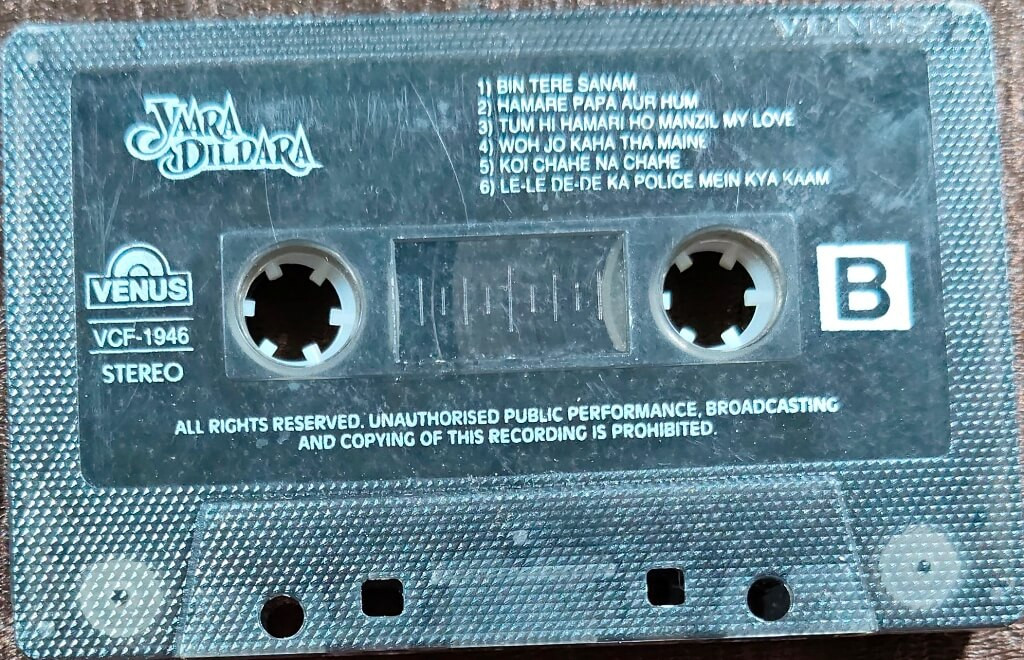 VENUS
YAARA
DILDARA
1) BIN TERE SANAM
2) HAMARE PAPA AUR HUM
3) TUM HI HAMARI HO MANZIL MY LOVE
4) WOH JO KAHA THA MAINE
5) KOI CHAHE NA CHAHE
6) LE-LE DE-DE KA POLICE MEIN KYA KAAM
VENUS
VCF-1946
STEREO
B
ALL RIGHTS RESERVED. UNAUTHORISED PUBLIC PERFORMANCE, BROADCASTING
AND COPYING OF THIS RECORDING IS PROHIBITED.